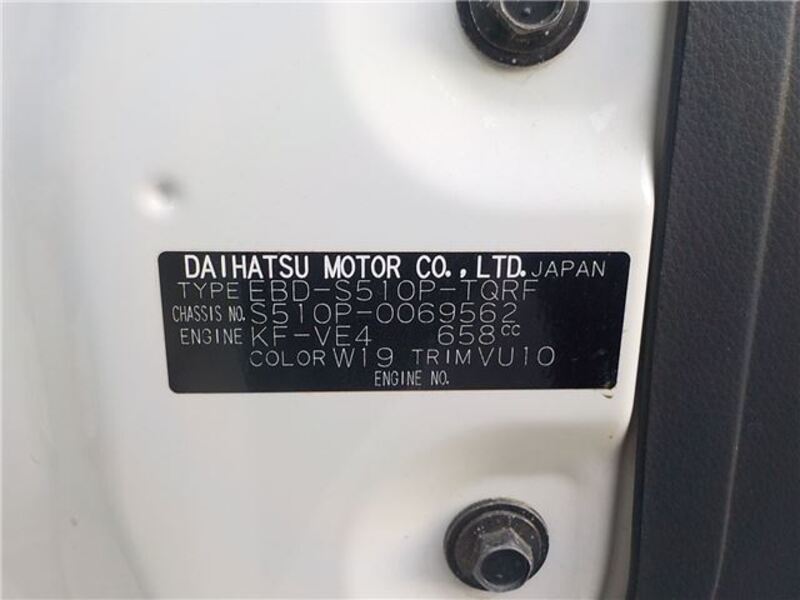 DAIHATSU MOTOR CO., LTD. JAPAN
TYPE EBD-S510P-TQRF
CHASSIS NO. S510P-0069562
ENGINE KF-VE4 658CC
COLOR W19 TRIM VU10
ENGINE NO.